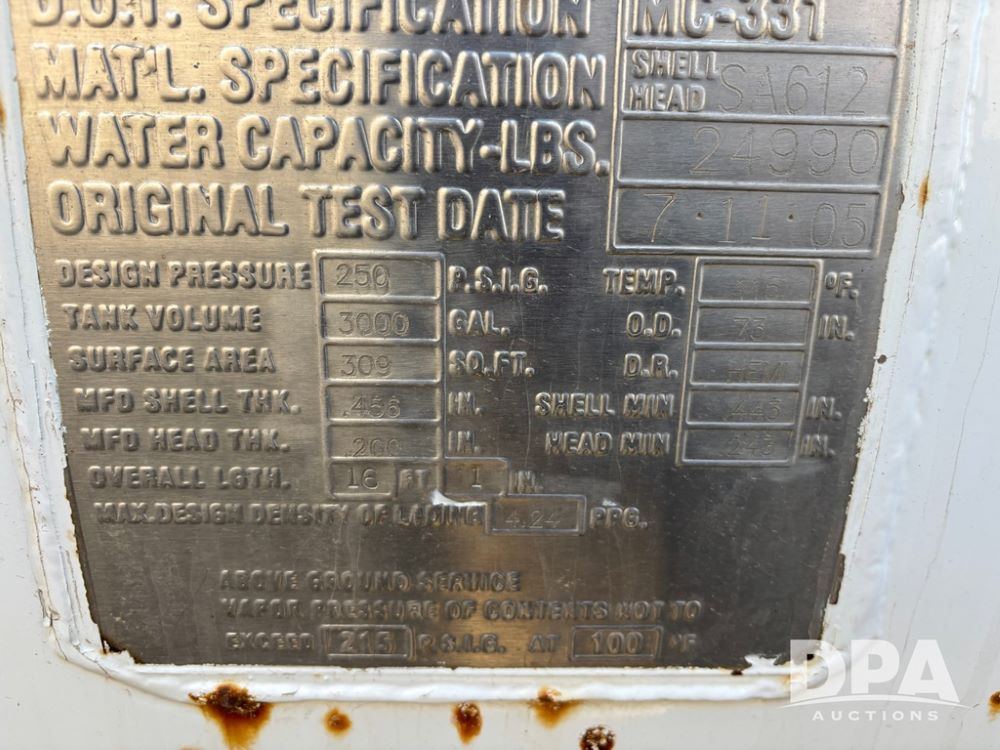 D.O.T. SPECIFICATION MC-331
MAT'L. SPECIFICATION SHELL HEAD SA612
WATER CAPACITY-LBS. 24990
ORIGINAL TEST DATE 7·11·05
DESIGN PRESSURE 250 P.S.I.G. TEMP. °F.
TANK VOLUME 3000 GAL. O.D. 73 IN.
SURFACE AREA 309 SQ.FT. D.R. HEMI
MFD SHELL THK. IN. SHELL MIN .443 IN.
MFD HEAD THK. IN. HEAD MIN .243 IN.
OVERALL LGTH. 16 FT 1 IN.
MAX.DESIGN DENSITY OF LADING 4.24 PPG.
ABOVE GROUND SERVICE
VAPOR PRESSURE OF CONTENTS NOT TO
EXCEED 215 P.S.I.G. AT 100 °F
DPA
AUCTIONS